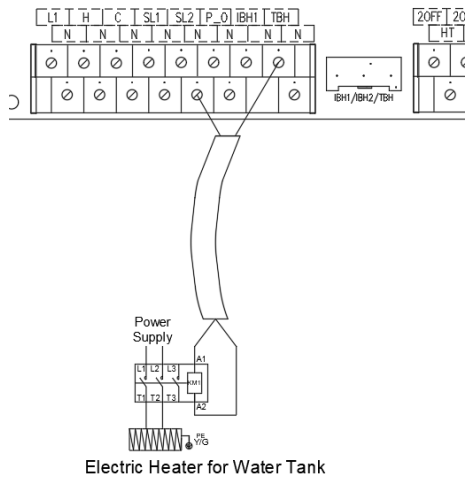 L1 H C SL1 SL2 P_O IBH1 TBH
N N N N N N N N
2OFF 2O
HT
IBH1/IBH2/TBH
Power
Supply
L1 L2 L3 A1
KM1
T1 T2 T3 A2
PE
Y/G
Electric Heater for Water Tank